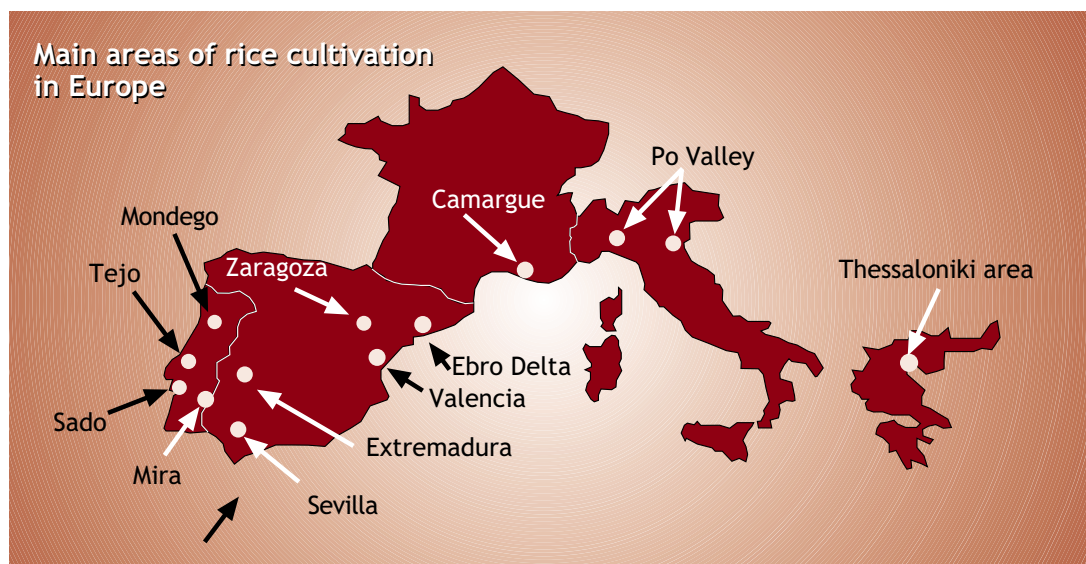 Main areas of rice cultivation
in Europe
Po Valley
Camargue
Mondego
Zaragoza
Tejo
Thessaloniki area
Ebro Delta
Valencia
Sado
Extremadura
Mira
Sevilla